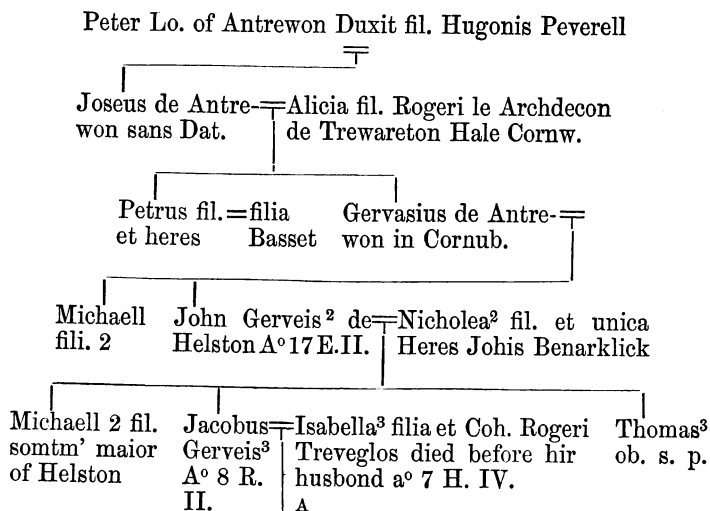 Peter Lo. of Antrewon Duxit fil. Hugonis Peverell
Joseus de Antre-
won sans Dat.
Alicia fil. Rogeri le Archdecon
de Trewareton Hale Cornw.
Petrus fil.
et heres
=filia
Basset
Gervasius de Antre-
won in Cornub.
Michaell
fili. 2
John Gerveis² de
Helston Aº 17 E.II.
Nicholea² fil. et unica
Heres Johis Benarklick
Michaell 2 fil.
somtm' maior
of Helston
Jacobus
Gerveis³
Aº 8 R.
II.
Isabella³ filia et Coh. Rogeri
Treveglos died before hir
husbond aº 7 H. IV.
A
Thomas³
ob. s. p.